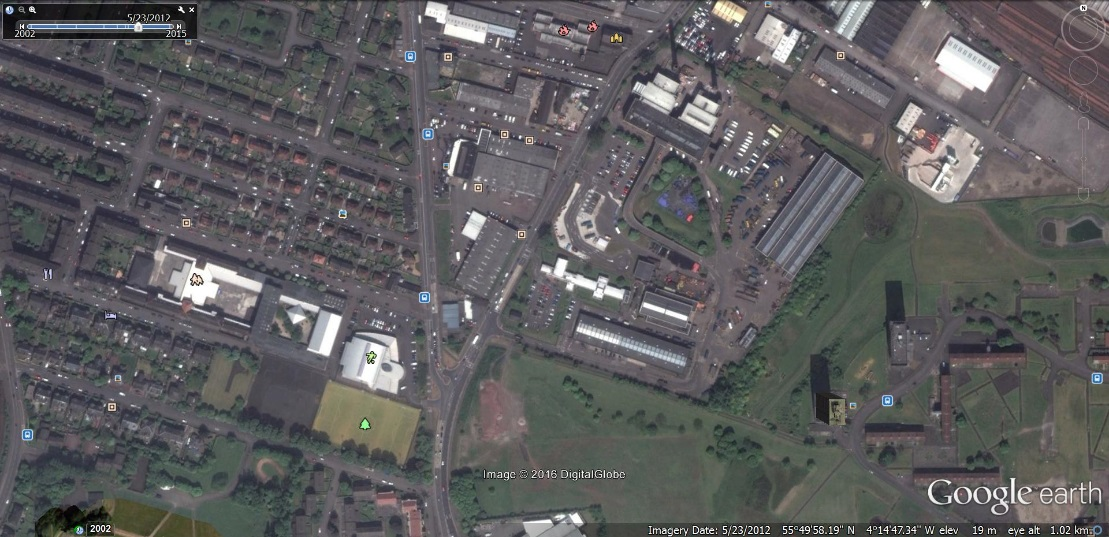 5/23/2012
2002 2015
N
Image © 2016 DigitalGlobe
Google earth
2002
Imagery Date: 5/23/2012 55°49'58.19" N 4°14'47.34" W elev 19 m eye alt 1.02 km